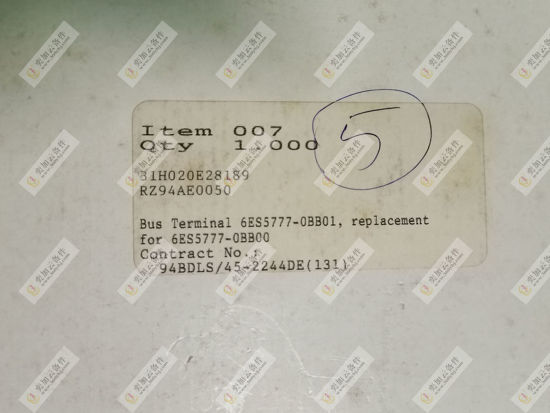 Item 007
Qty 1.000
5
B1H020E28189
RZ94AE0050
Bus Terminal 6ES5777-0BB01, replacement
for 6ES5777-0BB00
Contract No.:
94BDLS/45-2244DE(131)